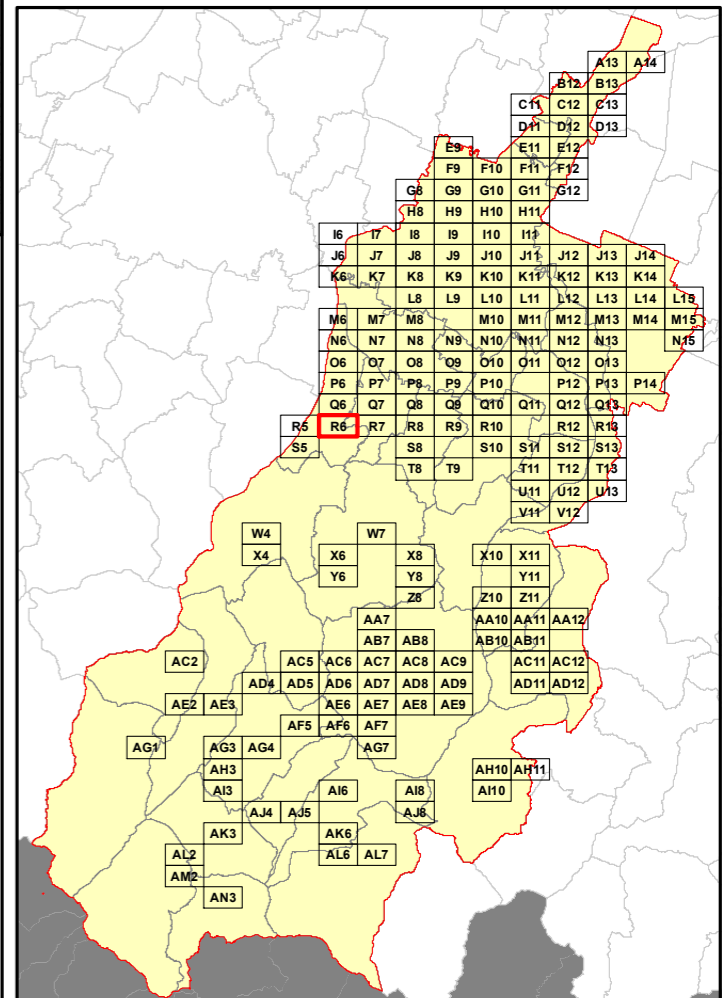 A13 A14
B12 B13
C11 C12 C13
D11 D12 D13
E9 E11 E12
F9 F10 F11 F12
G8 G9 G10 G11 G12
H8 H9 H10 H11
I6 I7 I8 I9 I10 I11
J6 J7 J8 J9 J10 J11 J12 J13 J14
K6 K7 K8 K9 K10 K11 K12 K13 K14
L8 L9 L10 L11 L12 L13 L14 L15
M6 M7 M8 M10 M11 M12 M13 M14 M15
N6 N7 N8 N9 N10 N11 N12 N13 N15
O6 O7 O8 O9 O10 O11 O12 O13
P6 P7 P8 P9 P10 P12 P13 P14
Q6 Q7 Q8 Q9 Q10 Q11 Q12 Q13
R5 R6 R7 R8 R9 R10 R12 R13
S5 S8 S10 S11 S12 S13
T8 T9 T11 T12 T13
U11 U12 U13
V11 V12
W4 W7
X4 X6 X8 X10 X11
Y6 Y8 Y11
Z8 Z10 Z11
AA7 AA10 AA11 AA12
AB7 AB8 AB10 AB11
AC2 AC5 AC6 AC7 AC8 AC9 AC11 AC12
AD4 AD5 AD6 AD7 AD8 AD9 AD11 AD12
AE2 AE3 AE6 AE7 AE8 AE9
AF5 AF6 AF7
AG1 AG3 AG4 AG7
AH3 AH10 AH11
AI3 AI6 AI8 AI10
AJ4 AJ5 AJ8
AK3 AK6
AL2 AL6 AL7
AM2
AN3